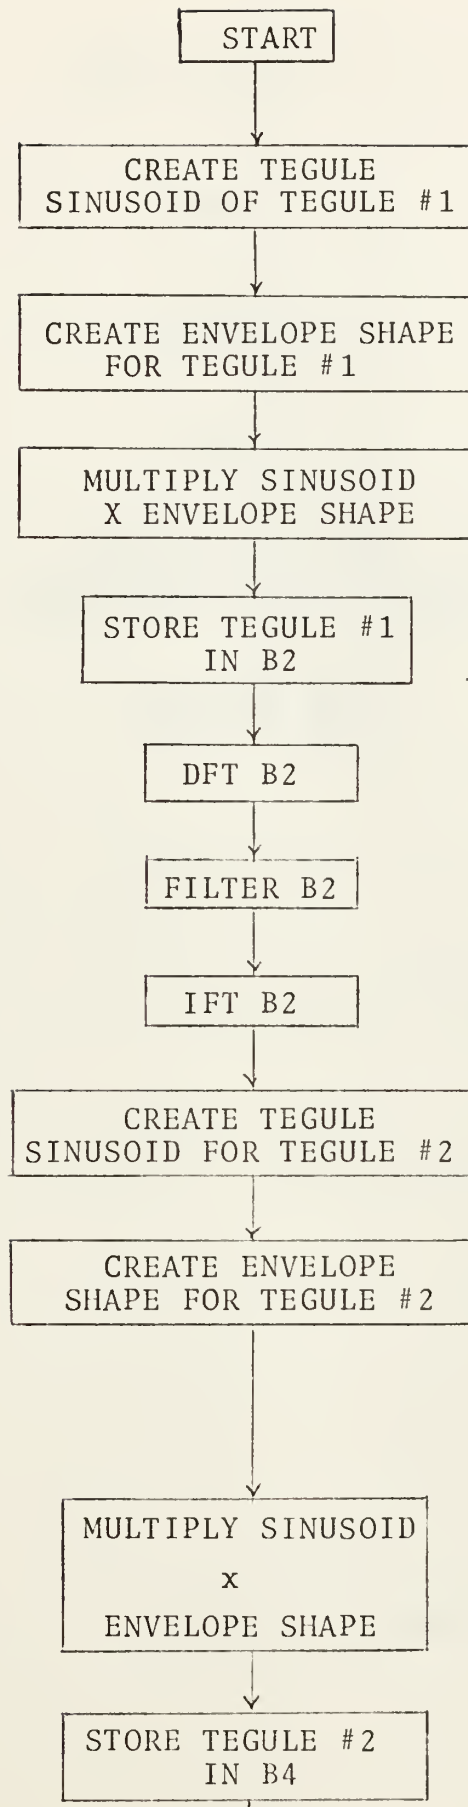 START
CREATE TEGULE
SINUSOID OF TEGULE #1
CREATE ENVELOPE SHAPE
FOR TEGULE #1
MULTIPLY SINUSOID
X ENVELOPE SHAPE
STORE TEGULE #1
IN B2
DFT B2
FILTER B2
IFT B2
CREATE TEGULE
SINUSOID FOR TEGULE #2
CREATE ENVELOPE
SHAPE FOR TEGULE #2
MULTIPLY SINUSOID
x
ENVELOPE SHAPE
STORE TEGULE #2
IN B4